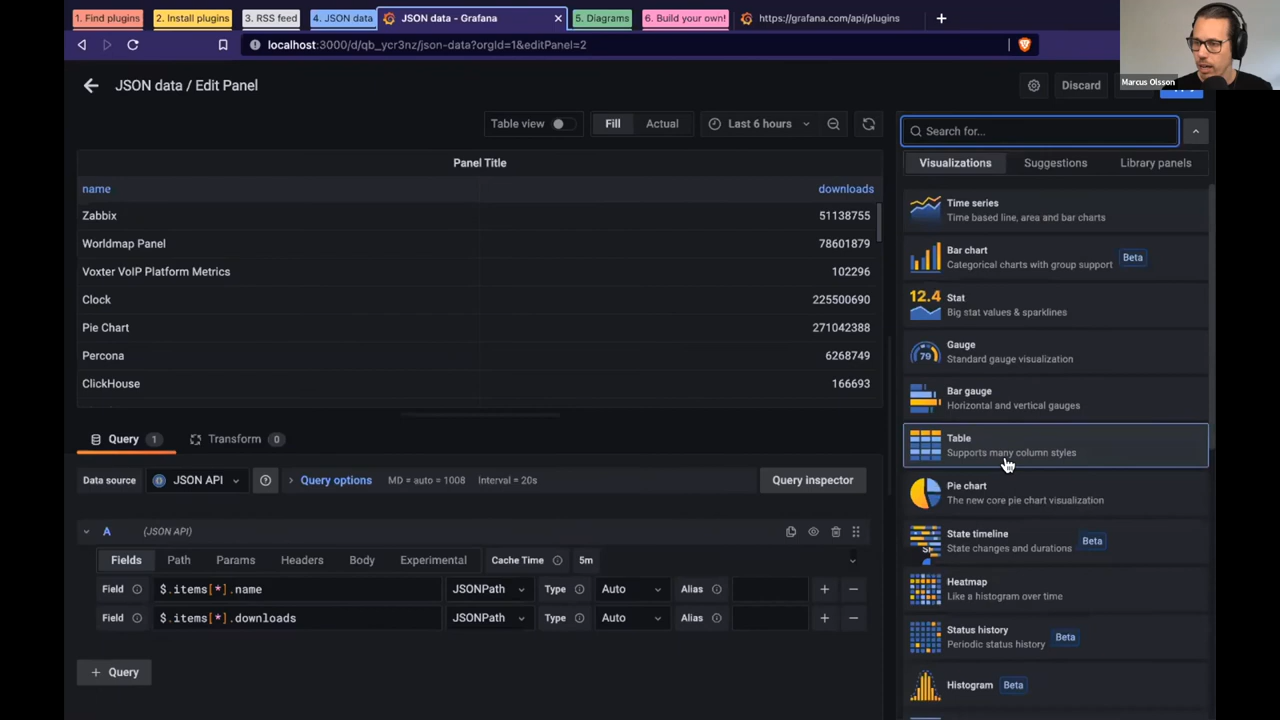 1. Find plugins
2. Install plugins
3. RSS feed
4. JSON data
JSON data - Grafana
5. Diagrams
6. Build your own!
https://grafana.com/api/plugins
localhost:3000/d/qb_ycr3nz/json-data?orgId=1&editPanel=2
Marcus Olsson
JSON data / Edit Panel
Discard
Table view
Fill
Actual
Last 6 hours
Panel Title
name
downloads
Zabbix
51138755
Worldmap Panel
78601879
Voxter VoIP Platform Metrics
102296
Clock
225500690
Pie Chart
271042388
Percona
6268749
ClickHouse
166693
Query
1
Transform
0
Data source
JSON API
Query options
MD = auto = 1008
Interval = 20s
Query inspector
A
(JSON API)
Fields
Path
Params
Headers
Body
Experimental
Cache Time
5m
Field
$.items[*].name
JSONPath
Type
Auto
Alias
Field
$.items[*].downloads
JSONPath
Type
Auto
Alias
+ Query
Search for...
Visualizations
Suggestions
Library panels
Time series
Time based line, area and bar charts
Bar chart
Categorical charts with group support
Beta
12.4
Stat
Big stat values & sparklines
79
Gauge
Standard gauge visualization
Bar gauge
Horizontal and vertical gauges
Table
Supports many column styles
Pie chart
The new core pie chart visualization
State timeline
State changes and durations
Beta
Heatmap
Like a histogram over time
Status history
Periodic status history
Beta
Histogram
Beta